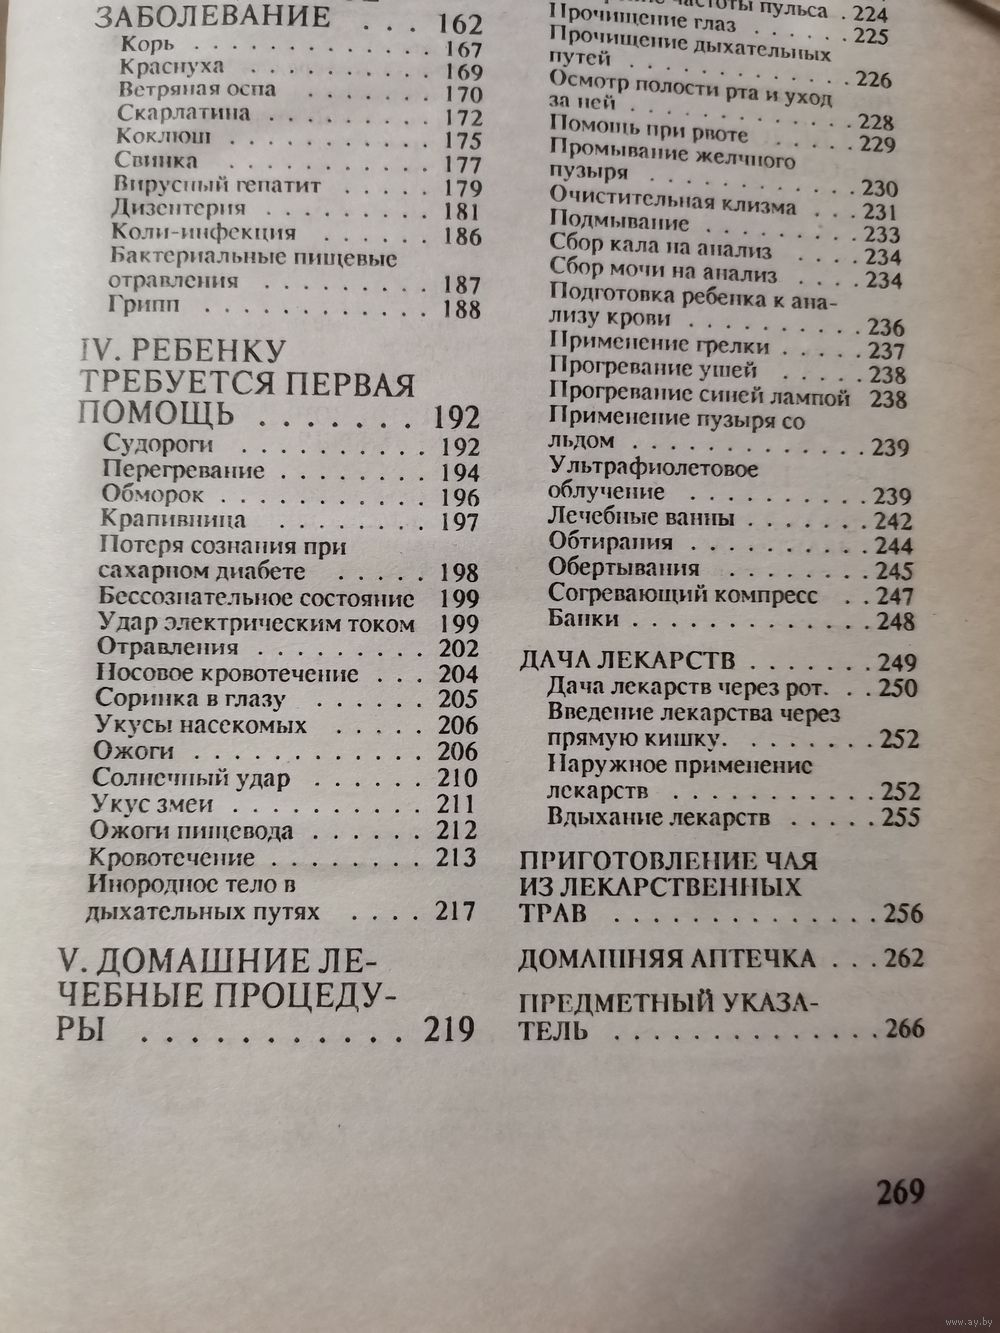 ЗАБОЛЕВАНИЕ . . . 162
Корь . . . . . . . . . . . . 167
Краснуха . . . . . . . . . 169
Ветряная оспа . . . . . . . 170
Скарлатина . . . . . . . . 172
Коклюш . . . . . . . . . . 175
Свинка . . . . . . . . . . 177
Вирусный гепатит . . . . . 179
Дизентерия . . . . . . . . 181
Коли-инфекция . . . . . . 186
Бактериальные пищевые
отравления . . . . . . . . 187
Грипп . . . . . . . . . . . 188
IV. РЕБЕНКУ
ТРЕБУЕТСЯ ПЕРВАЯ
ПОМОЩЬ . . . . . . . 192
Судороги . . . . . . . . . 192
Перегревание . . . . . . . 194
Обморок . . . . . . . . . . 196
Крапивница . . . . . . . 197
Потеря сознания при
сахарном диабете . . . . . 198
Бессознательное состояние 199
Удар электрическим током 199
Отравления . . . . . . . . . 202
Носовое кровотечение . . . 204
Соринка в глазу . . . . . . 205
Укусы насекомых . . . . . 206
Ожоги . . . . . . . . . . . 206
Солнечный удар . . . . . . 210
Укус змеи . . . . . . . . . 211
Ожоги пищевода . . . . . . 212
Кровотечение . . . . . . . . 213
Инородное тело в
дыхательных путях . . . . 217
V. ДОМАШНИЕ ЛЕ-
ЧЕБНЫЕ ПРОЦЕДУ-
РЫ . . . . . . . . . . . 219
частоты пульса . 224
Прочищение глаз . . . . . . 225
Прочищение дыхательных
путей . . . . . . . . . . . 226
Осмотр полости рта и уход
за ней . . . . . . . . . . . 228
Помощь при рвоте . . . . . 229
Промывание желчного
пузыря . . . . . . . . . . . 230
Очистительная клизма . . . 231
Подмывание . . . . . . . . 233
Сбор кала на анализ . . . . 234
Сбор мочи на анализ . . . . 234
Подготовка ребенка к ана-
лизу крови . . . . . . . . . 236
Применение грелки . . . . . 237
Прогревание ушей . . . . . 238
Прогревание синей лампой 238
Применение пузыря со
льдом . . . . . . . . . . . . 239
Ультрафиолетовое
облучение . . . . . . . . . . 239
Лечебные ванны . . . . . . . 242
Обтирания . . . . . . . . . . 244
Обертывания . . . . . . . . 245
Согревающий компресс . . 247
Банки . . . . . . . . . . . . . 248
ДАЧА ЛЕКАРСТВ . . . . . . . 249
Дача лекарств через рот. . . 250
Введение лекарства через
прямую кишку. . . . . . . . 252
Наружное применение
лекарств . . . . . . . . . . . 252
Вдыхание лекарств . . . . . 255
ПРИГОТОВЛЕНИЕ ЧАЯ
ИЗ ЛЕКАРСТВЕННЫХ
ТРАВ . . . . . . . . . . . . . . 256
ДОМАШНЯЯ АПТЕЧКА . . . 262
ПРЕДМЕТНЫЙ УКАЗА-
ТЕЛЬ . . . . . . . . . . . . . . 266
269
www.ay.by